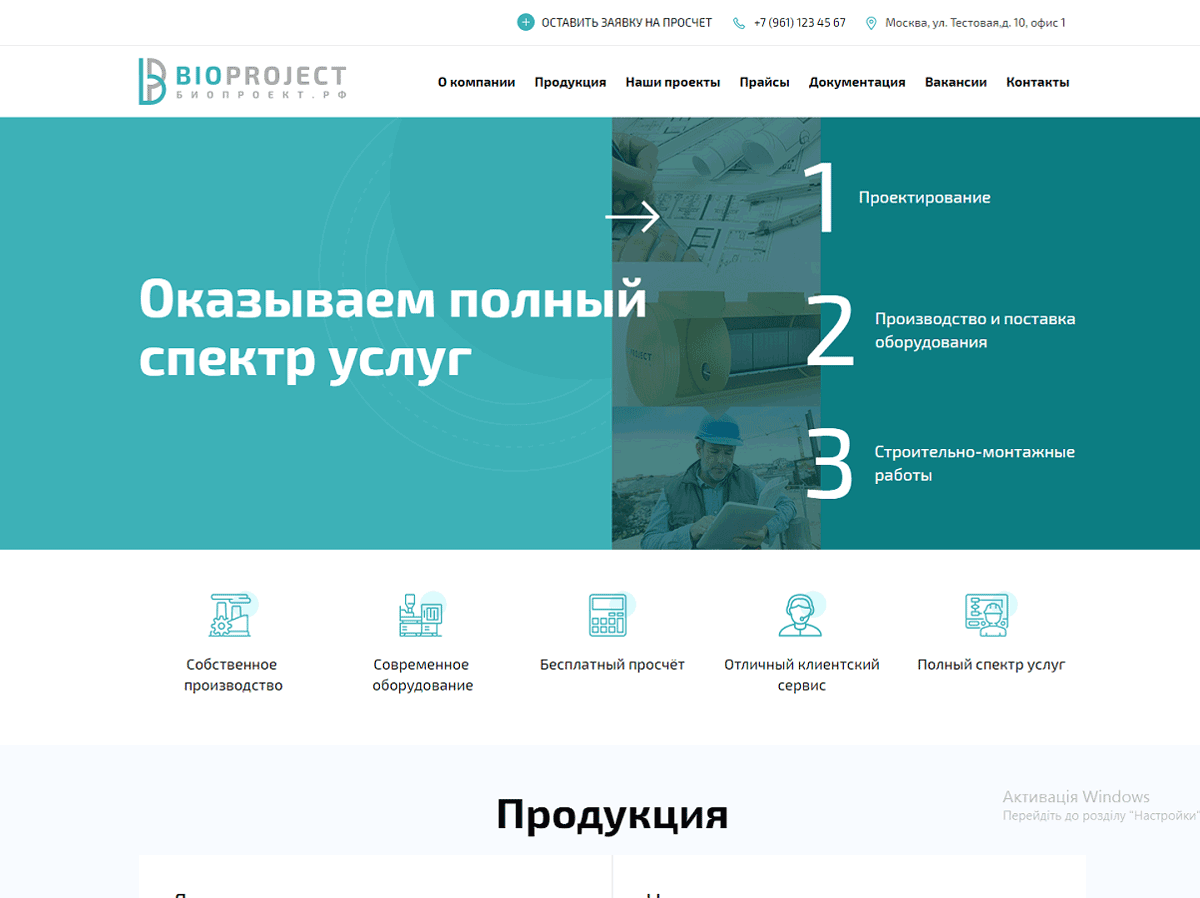 ОСТАВИТЬ ЗАЯВКУ НА ПРОСЧЕТ
+7 (961) 123 45 67
Москва, ул. Тестовая,д. 10, офис 1
BIOPROJECT
БИОПРОЕКТ.РФ
О компании
Продукция
Наши проекты
Прайсы
Документация
Вакансии
Контакты
Оказываем полный
спектр услуг
1
Проектирование
2
Производство и поставка
оборудования
3
Строительно-монтажные
работы
Собственное
производство
Современное
оборудование
Бесплатный просчёт
Отличный клиентский
сервис
Полный спектр услуг
Продукция
Активація Windows
Перейдіть до розділу "Настройки"